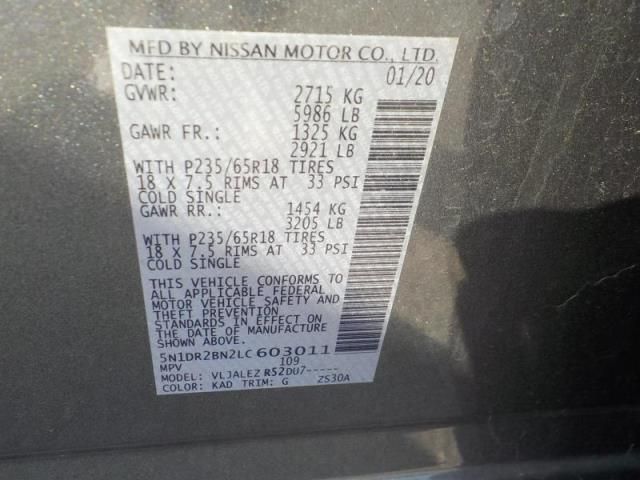 MFD BY NISSAN MOTOR CO., LTD.
DATE: 01/20
GVWR: 2715 KG
5986 LB
GAWR FR.: 1325 KG
2921 LB
WITH P235/65R18 TIRES
18 X 7.5 RIMS AT 33 PSI
COLD SINGLE
GAWR RR.: 1454 KG
3205 LB
WITH P235/65R18 TIRES
18 X 7.5 RIMS AT 33 PSI
COLD SINGLE
THIS VEHICLE CONFORMS TO
ALL APPLICABLE FEDERAL
MOTOR VEHICLE SAFETY AND
THEFT PREVENTION
STANDARDS IN EFFECT ON
THE DATE OF MANUFACTURE
SHOWN ABOVE.
5N1DR2BN2LC603011
MPV 109
MODEL: VLJALEZ R52DU7-----
COLOR: KAD TRIM: G ZS30A